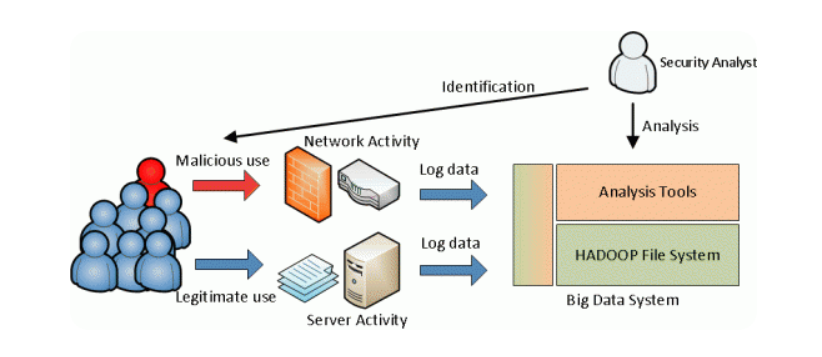 Security Analyst
Identification
Analysis
Network Activity
Malicious use
Log data
Analysis Tools
Log data
HADOOP File System
Legitimate use
Big Data System
Server Activity